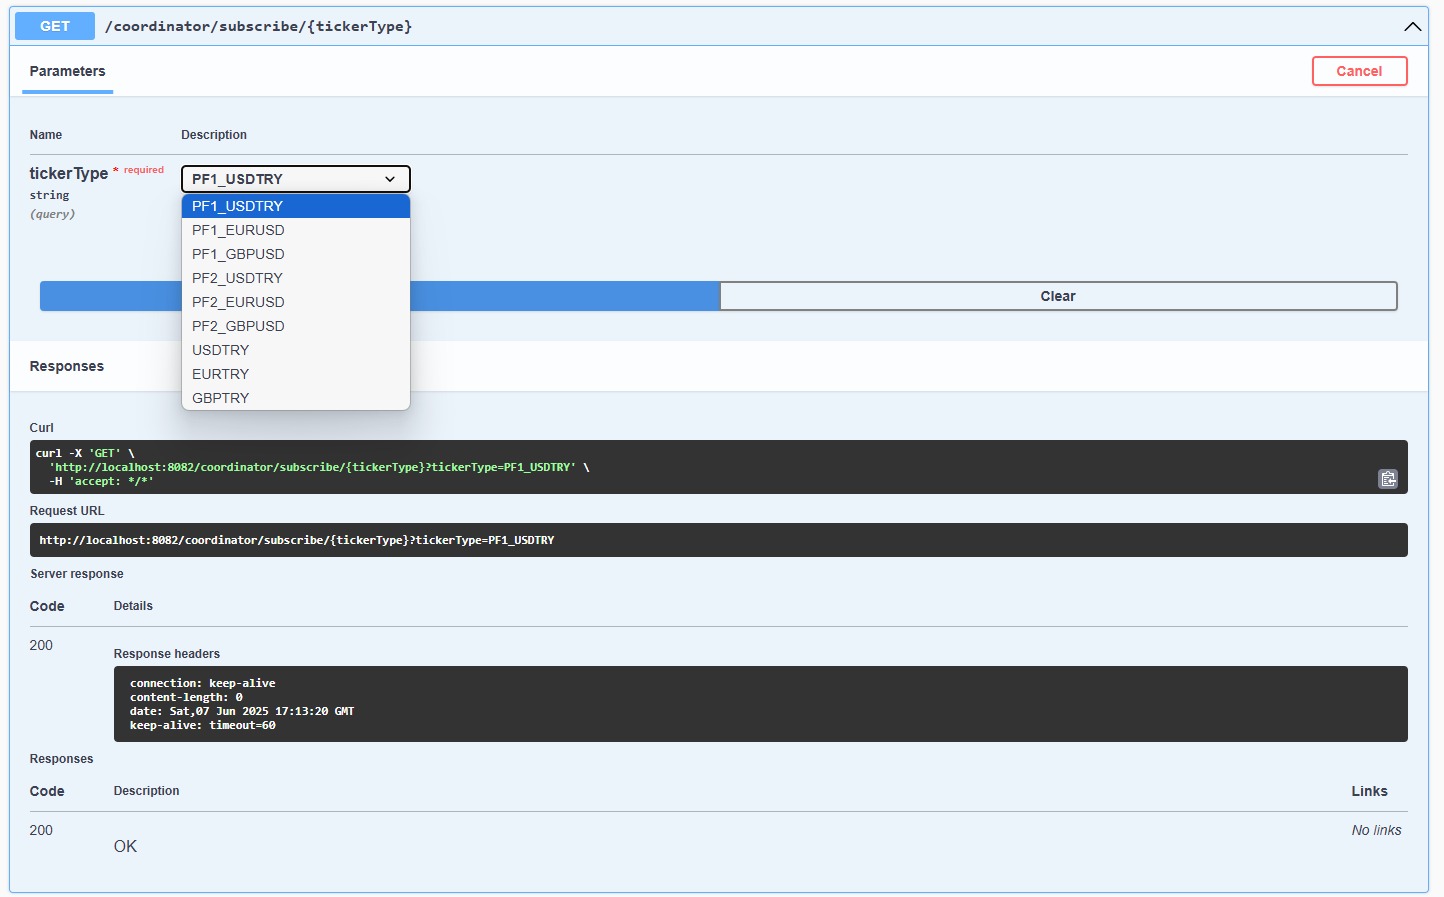 GET /coordinator/subscribe/{tickerType}
Parameters
Cancel
Name Description
tickerType * required
string
(query)
PF1_USDTRY
PF1_USDTRY
PF1_EURUSD
PF1_GBPUSD
PF2_USDTRY
PF2_EURUSD
PF2_GBPUSD
USDTRY
EURTRY
GBPTRY
Clear
Responses
Curl
curl -X 'GET' \
'http://localhost:8082/coordinator/subscribe/{tickerType}?tickerType=PF1_USDTRY' \
-H 'accept: */*'
Request URL
http://localhost:8082/coordinator/subscribe/{tickerType}?tickerType=PF1_USDTRY
Server response
Code Details
200
Response headers
connection: keep-alive
content-length: 0
date: Sat,07 Jun 2025 17:13:20 GMT
keep-alive: timeout=60
Responses
Code Description Links
200
OK
No links